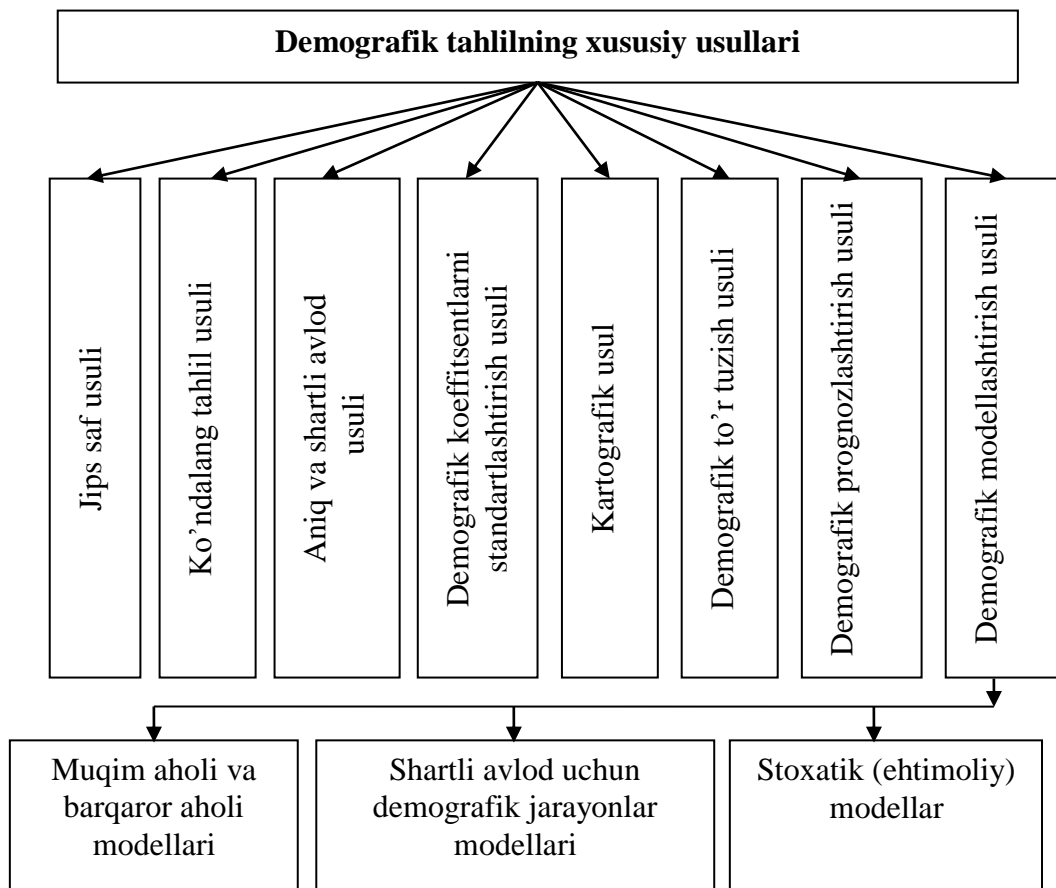 Demografik tahlilning xususiy usullari
Jips saf usuli
Ko’ndalang tahlil usuli
Aniq va shartli avlod
usuli
Demografik koeffitsentlarni
standartlashtirish usuli
Kartografik usul
Demografik to’r tuzish usuli
Demografik prognozlashtirish usuli
Demografik modellashtirish usuli
Muqim aholi va
barqaror aholi
modellari
Shartli avlod uchun
demografik jarayonlar
modellari
Stoxatik (ehtimoliy)
modellar